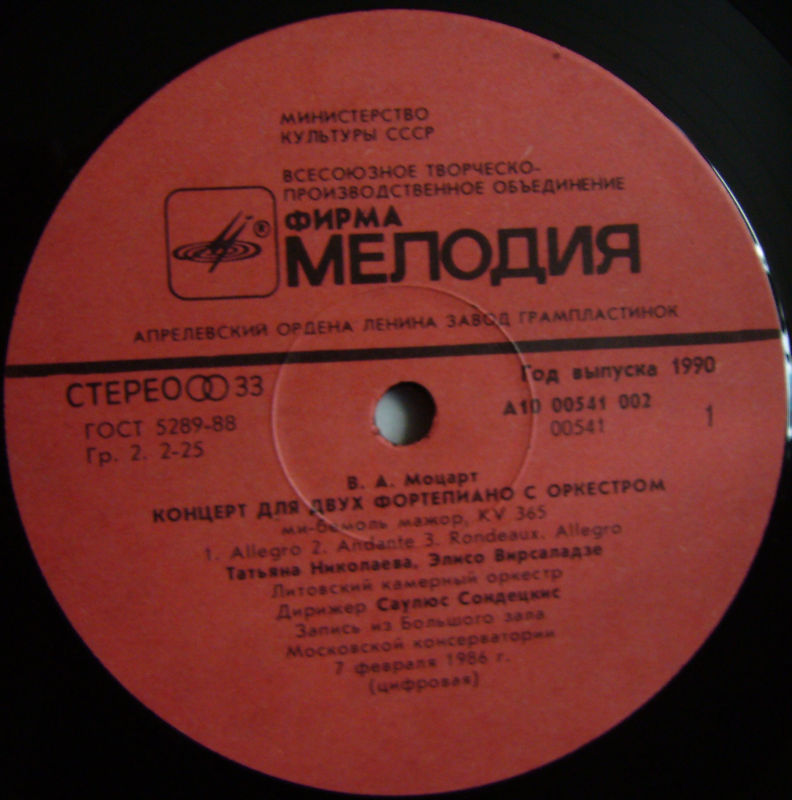 МИНИСТЕРСТВО
КУЛЬТУРЫ СССР
ВСЕСОЮЗНОЕ ТВОРЧЕСКО-
ПРОИЗВОДСТВЕННОЕ ОБЪЕДИНЕНИЕ
ФИРМА
®
МЕЛОДИЯ
АПРЕЛЕВСКИЙ ОРДЕНА ЛЕНИНА ЗАВОД ГРАМПЛАСТИНОК
СТЕРЕО 33
Год выпуска 1990
ГОСТ 5289-88
А10 00541 002
Гр. 2. 2-25
00541
1
В. А. Моцарт
КОНЦЕРТ ДЛЯ ДВУХ ФОРТЕПИАНО С ОРКЕСТРОМ
ми-бемоль мажор, KV 365
1. Allegro 2. Andante 3. Rondeaux. Allegro
Татьяна Николаева, Элисо Вирсаладзе
Литовский камерный оркестр
Дирижер Саулюс Сондецкис
Запись из Большого зала
Московской консерватории
7 февраля 1986 г.
(цифровая)